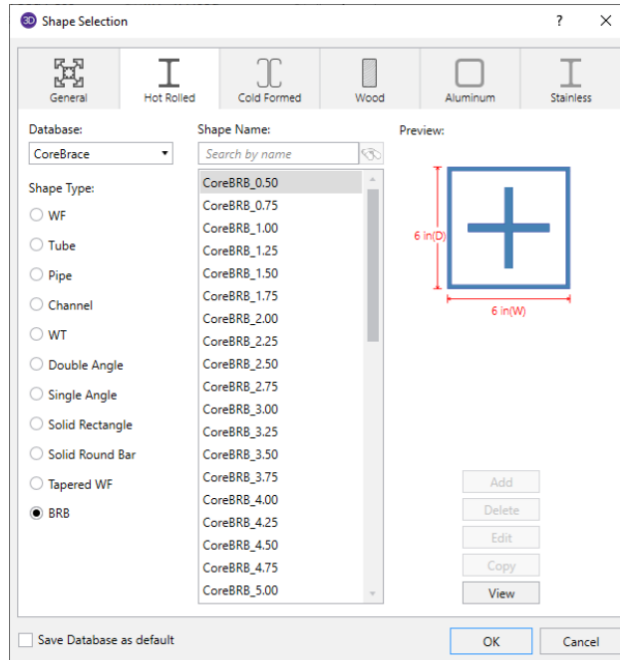 3D Shape Selection ?
General Hot Rolled Cold Formed Wood Aluminum Stainless
Database:
CoreBrace
Shape Type:
WF
Tube
Pipe
Channel
WT
Double Angle
Single Angle
Solid Rectangle
Solid Round Bar
Tapered WF
BRB
Shape Name:
Search by name
CoreBRB_0.50
CoreBRB_0.75
CoreBRB_1.00
CoreBRB_1.25
CoreBRB_1.50
CoreBRB_1.75
CoreBRB_2.00
CoreBRB_2.25
CoreBRB_2.50
CoreBRB_2.75
CoreBRB_3.00
CoreBRB_3.25
CoreBRB_3.50
CoreBRB_3.75
CoreBRB_4.00
CoreBRB_4.25
CoreBRB_4.50
CoreBRB_4.75
CoreBRB_5.00
Preview:
6 in(D)
6 in(W)
Add
Delete
Edit
Copy
View
Save Database as default
OK Cancel